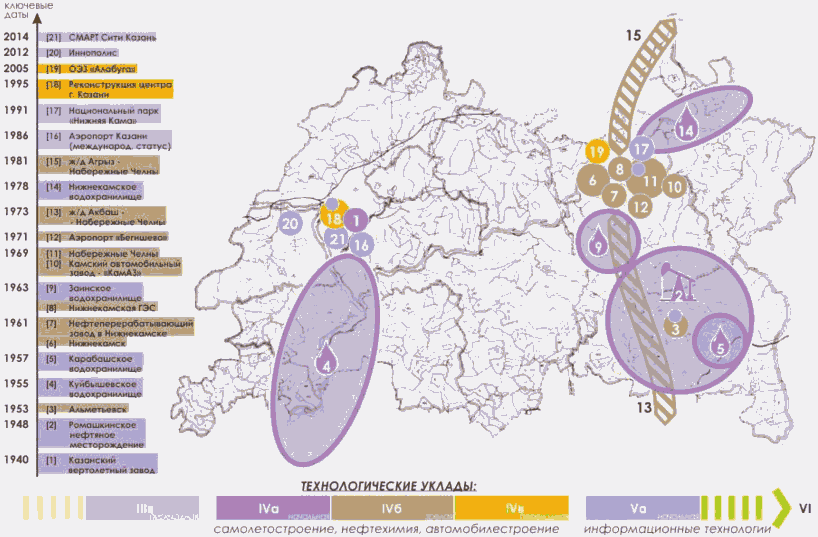 ключевые
даты
2014 [21] СМАРТ Сити Казань
2012 [20] Иннополис
2005 [19] ОЭЗ «Алабуга»
1995 [18] Реконструкция центра
г. Казани
1991 [17] Национальный парк
«Нижняя Кама»
1986 [16] Аэропорт Казани
(международ. статус)
1981 [15] ж/д Агрыз -
Набережные Челны
1978 [14] Нижнекамское
водохранилище
1973 [13] ж/д Акбаш -
- Набережные Челны
1971 [12] Аэропорт «Бегишево»
1969 [11] Набережные Челны
[10] Камский автомобильный
завод - «КамАЗ»
1963 [9] Заинское
водохранилище
[8] Нижнекамская ГЭС
1961 [7] Нефтеперерабатывающий
завод в Нижнекамске
[6] Нижнекамск
1957 [5] Карабашское
водохранилище
1955 [4] Куйбышевское
водохранилище
1953 [3] Альметьевск
1948 [2] Ромашкинское
нефтяное
месторождение
1940 [1] Казанский
вертолетный завод
15
14
19
17
8
6
11
10
7
12
20
18
1
21
16
9
2
3
5
4
13
ТЕХНОЛОГИЧЕСКИЕ УКЛАДЫ:
IVа
IVб
IVв
Vа
VI
самолетостроение, нефтехимия, автомобилестроение
информационные технологии